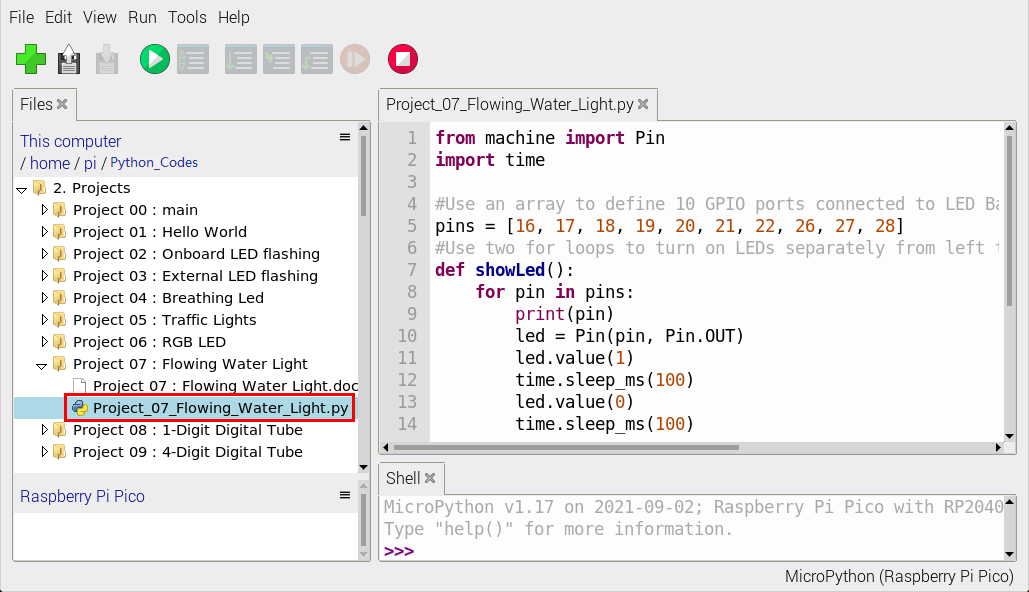 File Edit View Run Tools Help
Files
This computer
/ home / pi / Python_Codes
2. Projects
Project 00 : main
Project 01 : Hello World
Project 02 : Onboard LED flashing
Project 03 : External LED flashing
Project 04 : Breathing Led
Project 05 : Traffic Lights
Project 06 : RGB LED
Project 07 : Flowing Water Light
Project 07 : Flowing Water Light.doc
Project_07_Flowing_Water_Light.py
Project 08 : 1-Digit Digital Tube
Project 09 : 4-Digit Digital Tube
Raspberry Pi Pico
Project_07_Flowing_Water_Light.py
1 from machine import Pin
2 import time
3
4 #Use an array to define 10 GPIO ports connected to LED Ba
5 pins = [16, 17, 18, 19, 20, 21, 22, 26, 27, 28]
6 #Use two for loops to turn on LEDs separately from left t
7 def showLed():
8 for pin in pins:
9 print(pin)
10 led = Pin(pin, Pin.OUT)
11 led.value(1)
12 time.sleep_ms(100)
13 led.value(0)
14 time.sleep_ms(100)
Shell
MicroPython v1.17 on 2021-09-02; Raspberry Pi Pico with RP2040
Type "help()" for more information.
>>>
MicroPython (Raspberry Pi Pico)